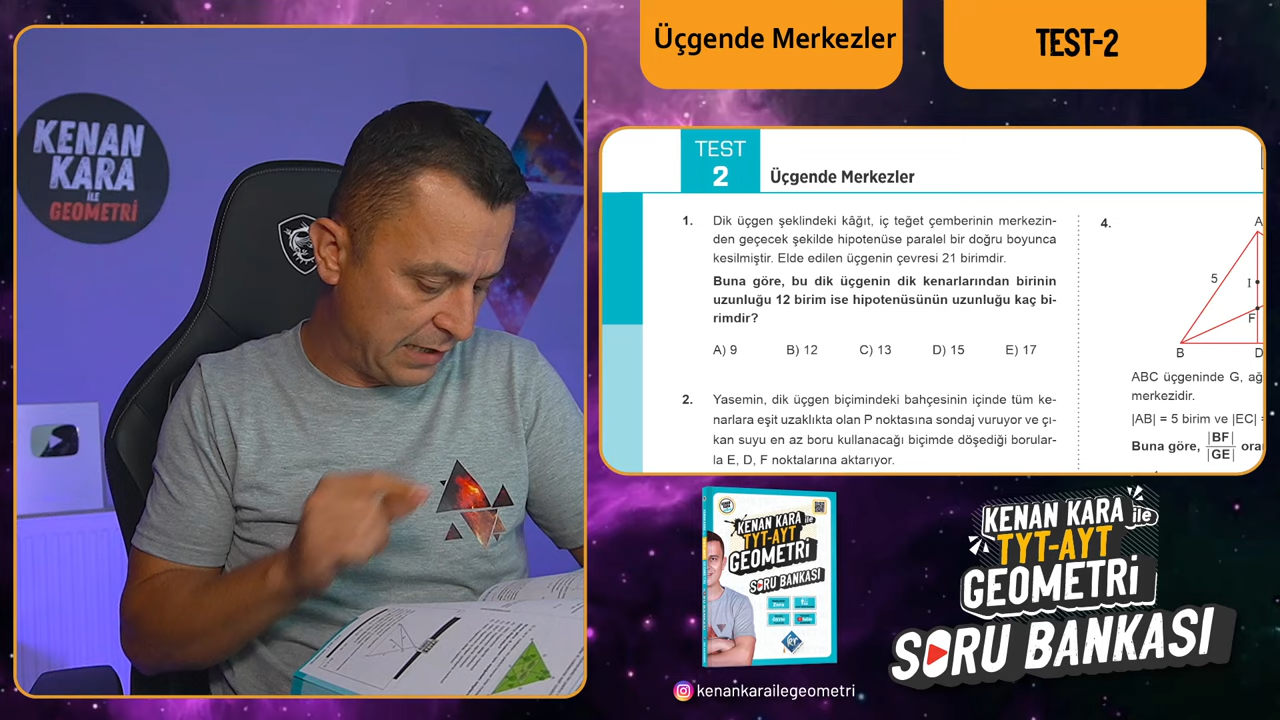 Üçgende Merkezler
TEST-2
KENAN
KARA
İLE
GEOMETRİ
TEST
2
Üçgende Merkezler
1. Dik üçgen şeklindeki kâğıt, iç teğet çemberinin merkezin-
den geçecek şekilde hipotenüse paralel bir doğru boyunca
kesilmiştir. Elde edilen üçgenin çevresi 21 birimdir.
Buna göre, bu dik üçgenin dik kenarlarından birinin
uzunluğu 12 birim ise hipotenüsünün uzunluğu kaç bi-
rimdir?
A) 9 B) 12 C) 13 D) 15 E) 17
2. Yasemin, dik üçgen biçimindeki bahçesinin içinde tüm ke-
narlara eşit uzaklıkta olan P noktasına sondaj vuruyor ve çı-
kan suyu en az boru kullanacağı biçimde döşediği borular-
la E, D, F noktalarına aktarıyor.
4.
A
5
I
F
B
D
ABC üçgeninde G, ağ
merkezidir.
|AB| = 5 birim ve |EC| =
Buna göre, |BF| / |GE| ora
KENAN KARA ile
TYT-AYT
GEOMETRİ
SORU BANKASI
KENAN KARA ile
TYT-AYT
GEOMETRİ
SORU BANKASI
kenankarailegeometri